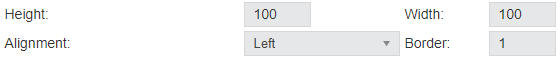 Height: 100 Width: 100
Alignment: Left Border: 1